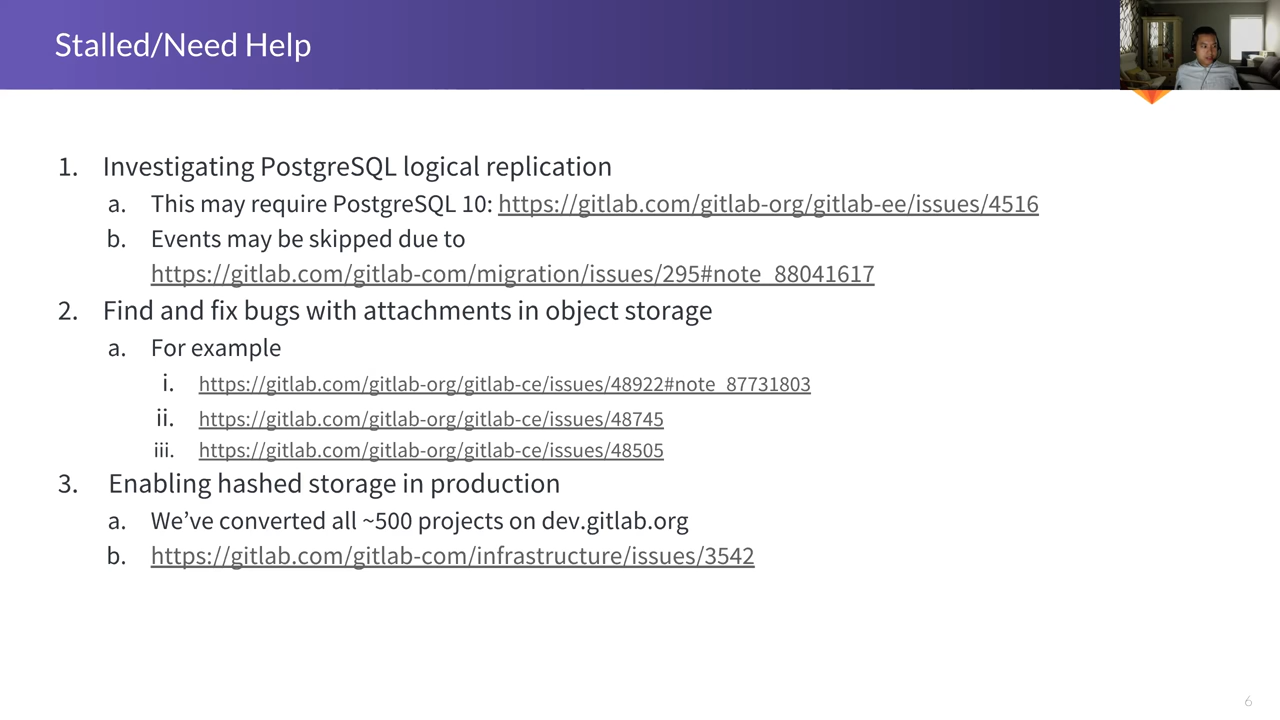 Stalled/Need Help
1. Investigating PostgreSQL logical replication
a. This may require PostgreSQL 10: https://gitlab.com/gitlab-org/gitlab-ee/issues/4516
b. Events may be skipped due to
https://gitlab.com/gitlab-com/migration/issues/295#note_88041617
2. Find and fix bugs with attachments in object storage
a. For example
i. https://gitlab.com/gitlab-org/gitlab-ce/issues/48922#note_87731803
ii. https://gitlab.com/gitlab-org/gitlab-ce/issues/48745
iii. https://gitlab.com/gitlab-org/gitlab-ce/issues/48505
3. Enabling hashed storage in production
a. We’ve converted all ~500 projects on dev.gitlab.org
b. https://gitlab.com/gitlab-com/infrastructure/issues/3542
6